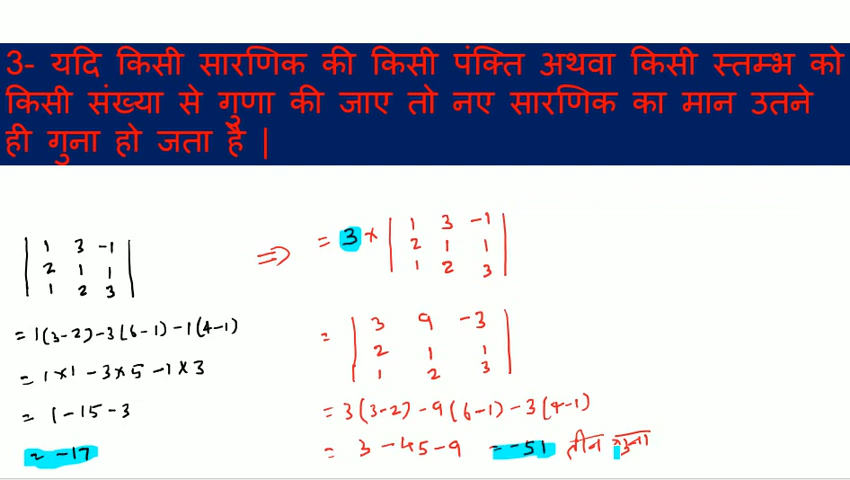 3- यदि किसी सारणिक की किसी पंक्ति अथवा किसी स्तम्भ को
किसी संख्या से गुणा की जाए तो नए सारणिक का मान उतने
ही गुना हो जता है |
| 1 3 -1 |
| 2 1 1 |
| 1 2 3 |
= 1(3-2)-3(6-1)-1(4-1)
= 1×1 - 3×5 -1×3
= 1-15-3
= -17
⇒ = 3 × | 1 3 -1 |
| 2 1 1 |
| 1 2 3 |
= | 3 9 -3 |
| 2 1 1 |
| 1 2 3 |
= 3(3-2) - 9(6-1) - 3(4-1)
= 3 - 45 - 9 = -51 तीन गुना